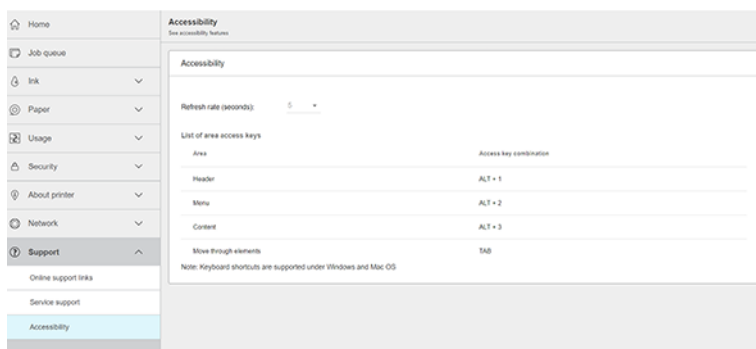 Home
Job queue
Ink
Paper
Usage
Security
About printer
Network
Support
Online support links
Service support
Accessibility
Accessibility
See accessibility features
Accessibility
Refresh rate (seconds): 5
List of area access keys
Area Access key combination
Header ALT + 1
Menu ALT + 2
Content ALT + 3
Move through elements TAB
Note: Keyboard shortcuts are supported under Windows and Mac OS